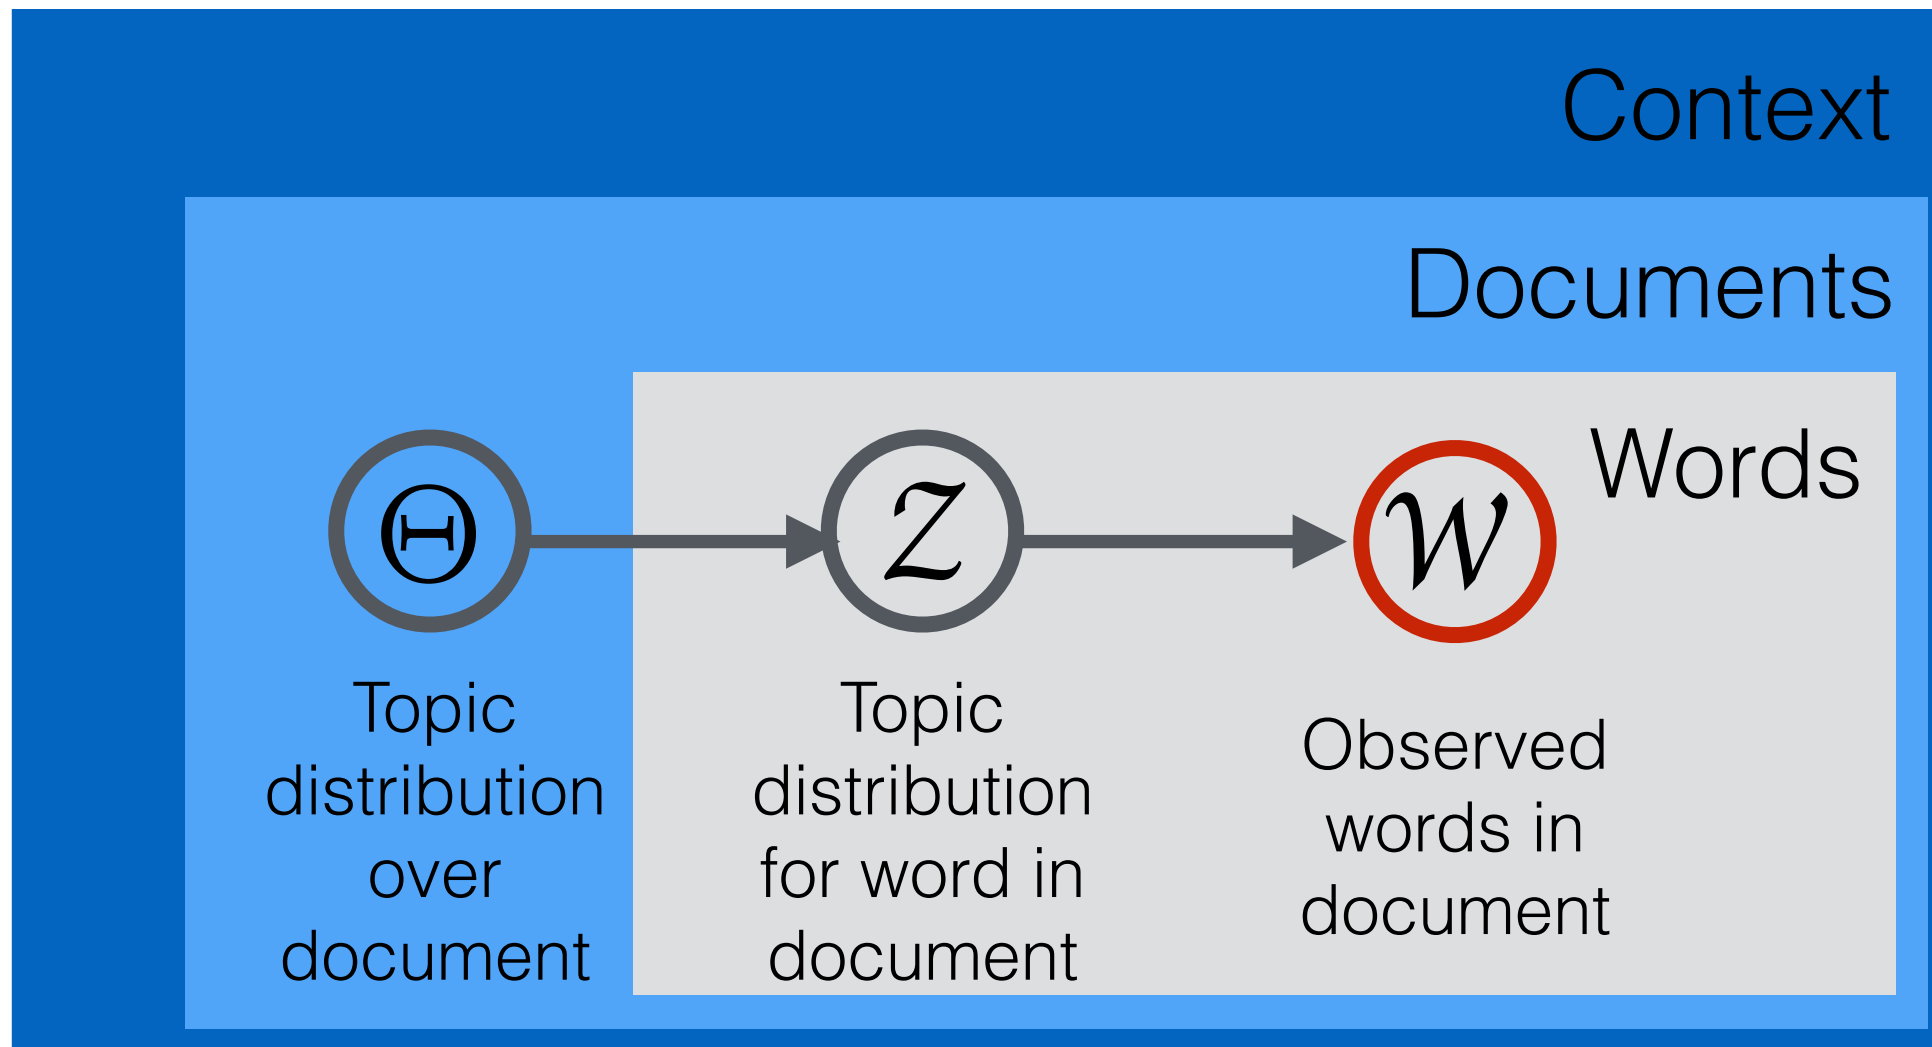 Context
Documents
Words
Θ
Z
W
Topic
distribution
over
document
Topic
distribution
for word in
document
Observed
words in
document